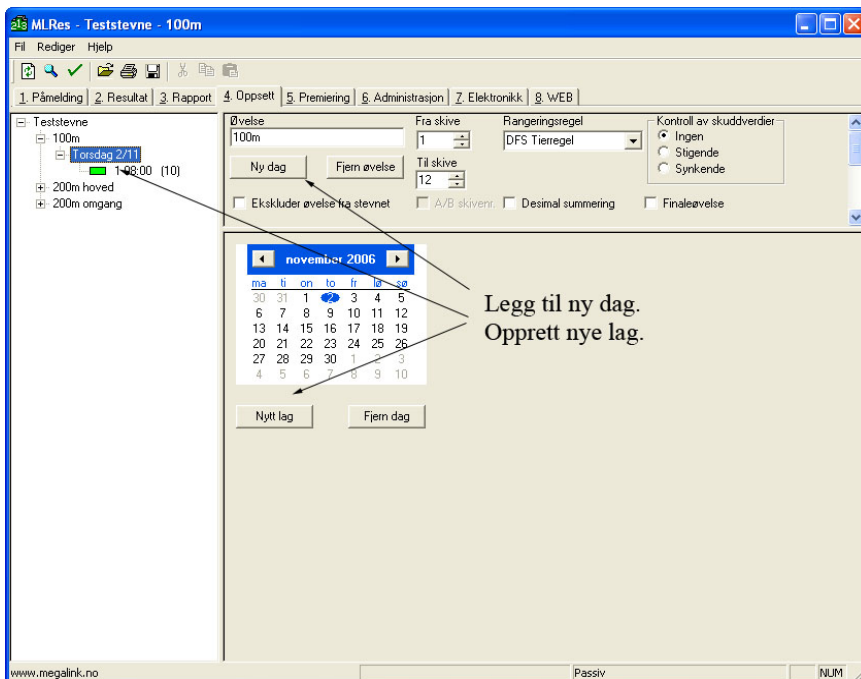 MLRes - Teststevne - 100m
Fil Rediger Hjelp
1. Påmelding 2. Resultat 3. Rapport 4. Oppsett 5. Premiering 6. Administrasjon 7. Elektronikk 8. WEB
Teststevne
100m
Torsdag 2/11
1-08:00 (10)
200m hoved
200m omgang
Øvelse
100m
Ny dag
Fjern øvelse
Ekskluder øvelse fra stevnet
Fra skive
1
Til skive
12
A/B skivenr.
Rangeringsregel
DFS Tierregel
Desimal summering
Kontroll av skuddverdier
Ingen
Stigende
Synkende
Finaleøvelse
november 2006
ma ti on to fr lø sø
30 31 1 2 3 4 5
6 7 8 9 10 11 12
13 14 15 16 17 18 19
20 21 22 23 24 25 26
27 28 29 30 1 2 3
4 5 6 7 8 9 10
Legg til ny dag.
Opprett nye lag.
Nytt lag
Fjern dag
www.megalink.no
Passiv
NUM